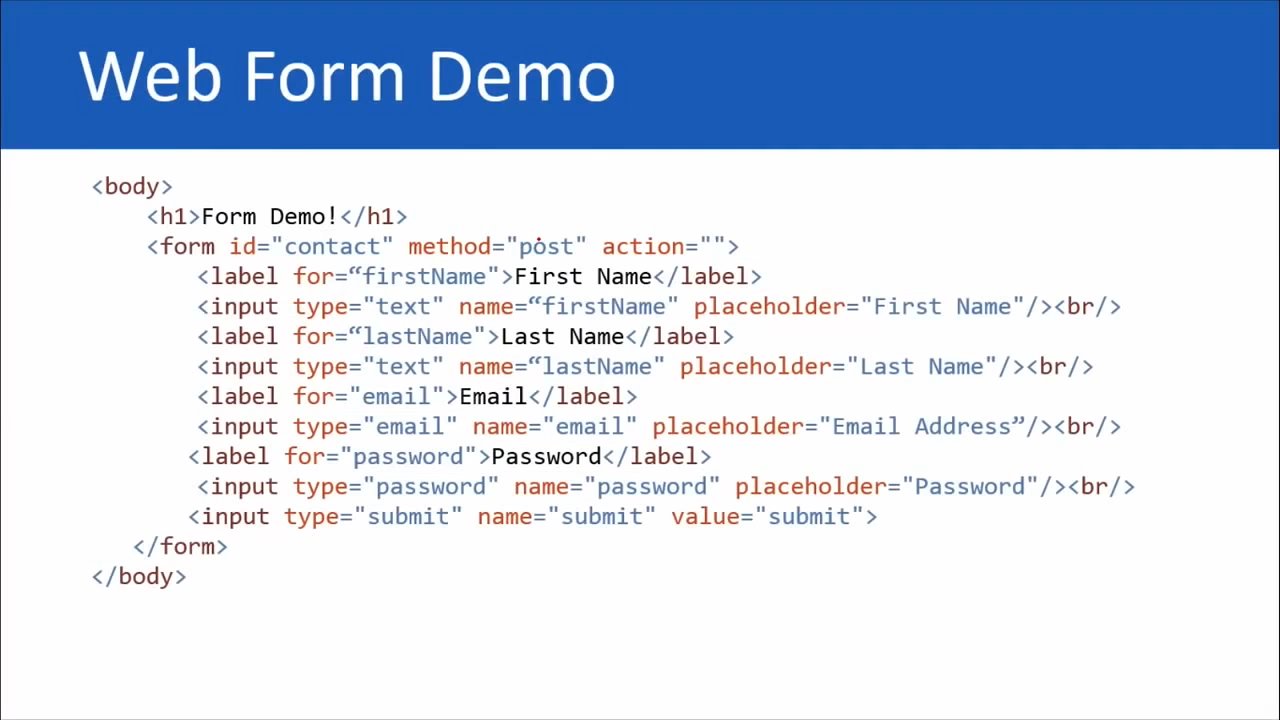 Web Form Demo
<body>
<h1>Form Demo!</h1>
<form id="contact" method="post" action="">
<label for=“firstName">First Name</label>
<input type="text" name=“firstName" placeholder="First Name"/><br/>
<label for=“lastName">Last Name</label>
<input type="text" name=“lastName" placeholder="Last Name"/><br/>
<label for="email">Email</label>
<input type="email" name="email" placeholder="Email Address”/><br/>
<label for="password">Password</label>
<input type="password" name="password" placeholder="Password"/><br/>
<input type="submit" name="submit" value="submit">
</form>
</body>